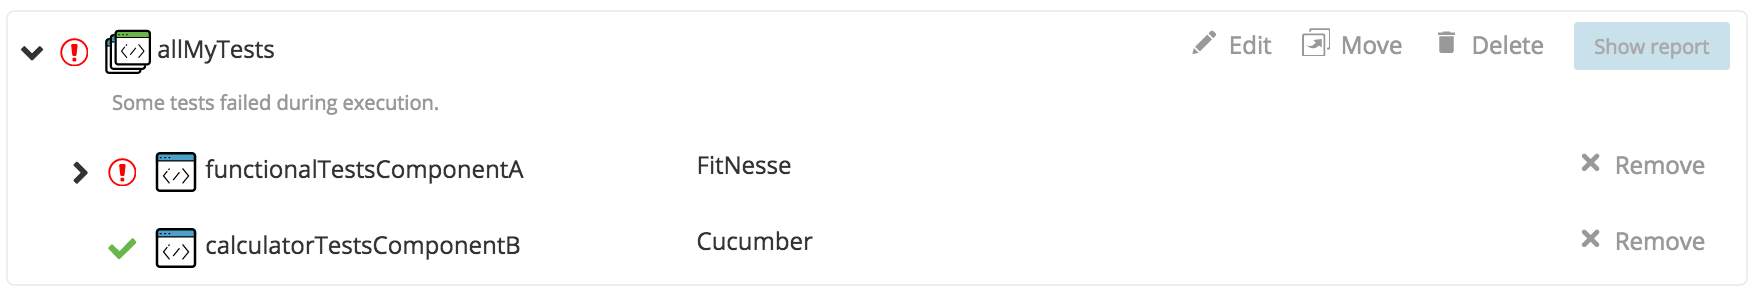 allMyTests Edit Move Delete Show report
Some tests failed during execution.
functionalTestsComponentA FitNesse Remove
calculatorTestsComponentB Cucumber Remove